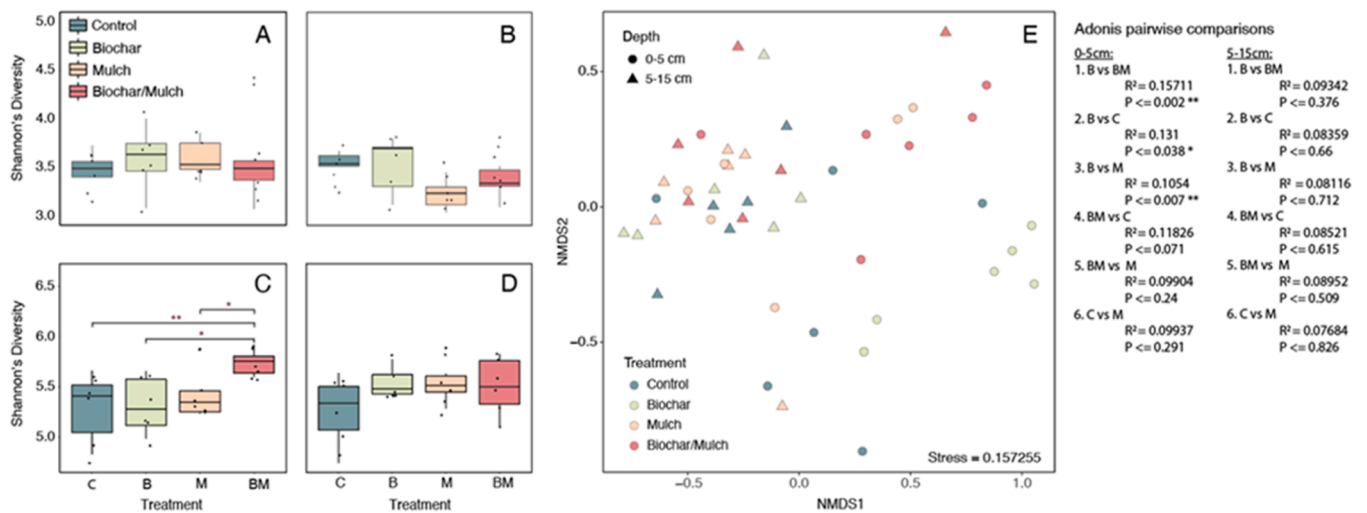 A
Control
Biochar
Mulch
Biochar/Mulch
Shannon's Diversity
5.0
4.5
4.0
3.5
3.0
B
C
**
*
*
Shannon's Diversity
6.5
6.0
5.5
5.0
C
B
M
BM
Treatment
D
C
B
M
BM
Treatment
E
Depth
0-5 cm
5-15 cm
NMDS2
0.5
0.0
−0.5
Treatment
Control
Biochar
Mulch
Biochar/Mulch
Stress = 0.157255
−0.5
0.0
0.5
1.0
NMDS1
Adonis pairwise comparisons
0-5cm:
1. B vs BM
R² = 0.15711
P <= 0.002 **
2. B vs C
R² = 0.131
P <= 0.038 *
3. B vs M
R² = 0.1054
P <= 0.007 **
4. BM vs C
R² = 0.11826
P <= 0.071
5. BM vs M
R² = 0.09904
P <= 0.24
6. C vs M
R² = 0.09937
P <= 0.291
5-15cm:
1. B vs BM
R² = 0.09342
P <= 0.376
2. B vs C
R² = 0.08359
P <= 0.66
3. B vs M
R² = 0.08116
P <= 0.712
4. BM vs C
R² = 0.08521
P <= 0.615
5. BM vs M
R² = 0.08952
P <= 0.509
6. C vs M
R² = 0.07684
P <= 0.826